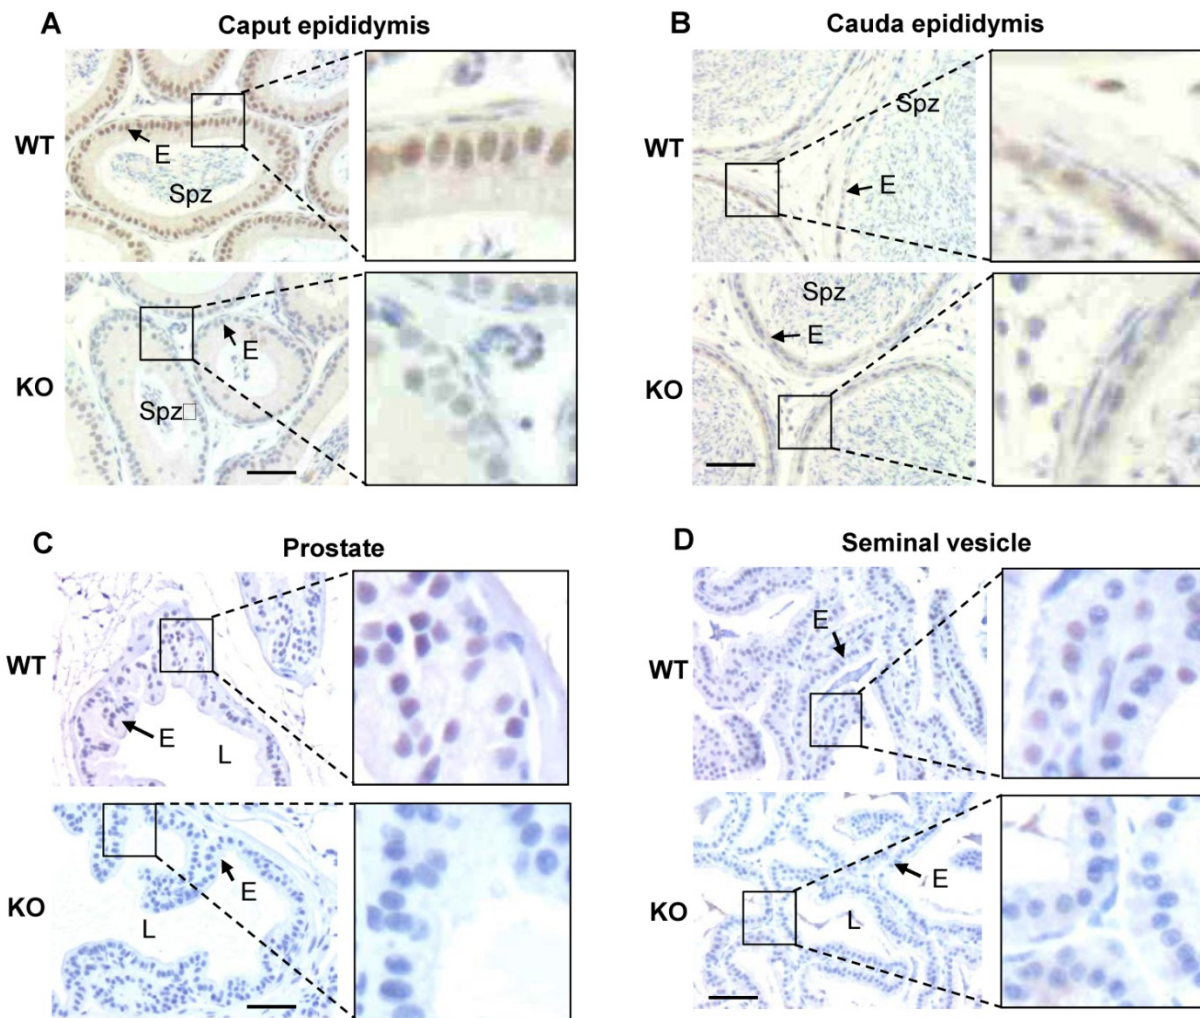 A
Caput epididymis
WT
E
Spz
KO
E
Spz□
B
Cauda epididymis
WT
Spz
E
KO
Spz
E
C
Prostate
WT
E
L
KO
E
L
D
Seminal vesicle
WT
E
KO
E
L